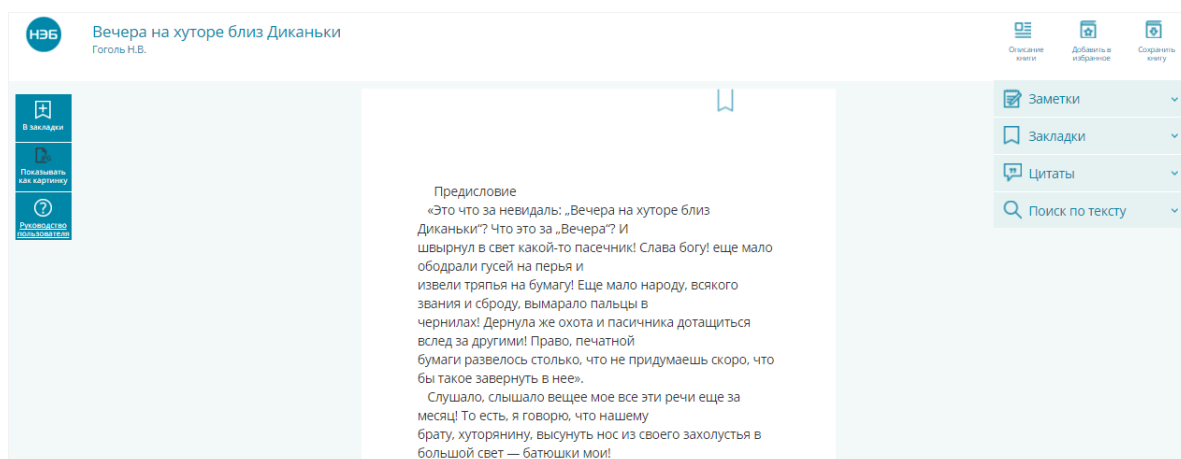 НЭБ
Вечера на хуторе близ Диканьки
Гоголь Н.В.
Описание
книги
Добавить в
избранное
Сохранить
книгу
В закладки
Показывать
как картинку
Руководство
пользователя
Предисловие
«Это что за невидаль: „Вечера на хуторе близ
Диканьки“? Что это за „Вечера“? И
швырнул в свет какой-то пасечник! Слава богу! еще мало
ободрали гусей на перья и
извели тряпья на бумагу! Еще мало народу, всякого
звания и сброду, вымарало пальцы в
чернилах! Дернула же охота и пасичника дотащиться
вслед за другими! Право, печатной
бумаги развелось столько, что не придумаешь скоро, что
бы такое завернуть в нее».
Слушало, слышало вещее мое все эти речи еще за
месяц! То есть, я говорю, что нашему
брату, хуторянину, высунуть нос из своего захолустья в
большой свет — батюшки мои!
Заметки
Закладки
Цитаты
Поиск по тексту